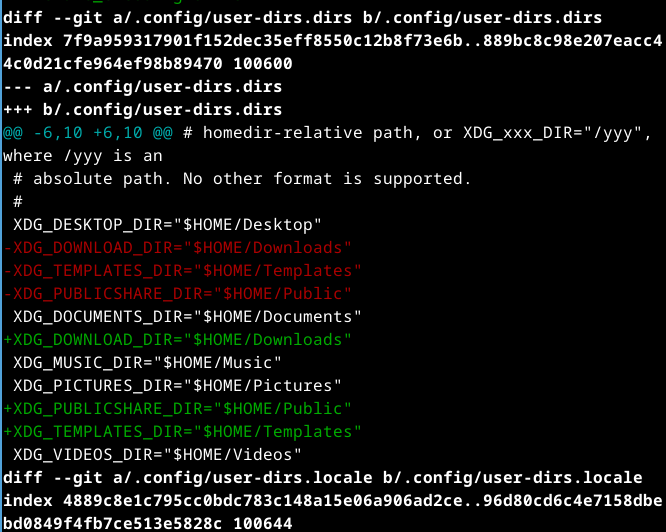 diff --git a/.config/user-dirs.dirs b/.config/user-dirs.dirs
index 7f9a959317901f152dec35eff8550c12b8f73e6b..889bc8c98e207eacc4
4c0d21cfe964ef98b89470 100600
--- a/.config/user-dirs.dirs
+++ b/.config/user-dirs.dirs
@@ -6,10 +6,10 @@ # homedir-relative path, or XDG_xxx_DIR="/yyy",
where /yyy is an
 # absolute path. No other format is supported.
 #
 XDG_DESKTOP_DIR="$HOME/Desktop"
-XDG_DOWNLOAD_DIR="$HOME/Downloads"
-XDG_TEMPLATES_DIR="$HOME/Templates"
-XDG_PUBLICSHARE_DIR="$HOME/Public"
 XDG_DOCUMENTS_DIR="$HOME/Documents"
+XDG_DOWNLOAD_DIR="$HOME/Downloads"
 XDG_MUSIC_DIR="$HOME/Music"
 XDG_PICTURES_DIR="$HOME/Pictures"
+XDG_PUBLICSHARE_DIR="$HOME/Public"
+XDG_TEMPLATES_DIR="$HOME/Templates"
 XDG_VIDEOS_DIR="$HOME/Videos"
diff --git a/.config/user-dirs.locale b/.config/user-dirs.locale
index 4889c8e1c795cc0bdc783c148a15e06a906ad2ce..96d80cd6c4e7158dbe
bd0849f4fb7ce513e5828c 100644